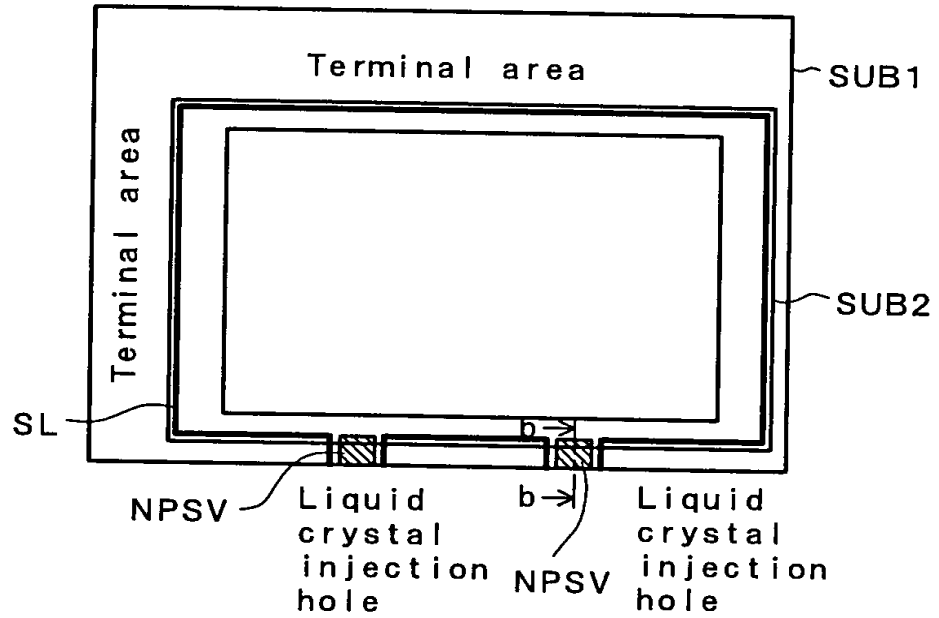 Terminal area
SUB1
Terminal area
SUB2
SL
b
b
NPSV
Liquid
crystal
injection
hole
NPSV
Liquid
crystal
injection
hole